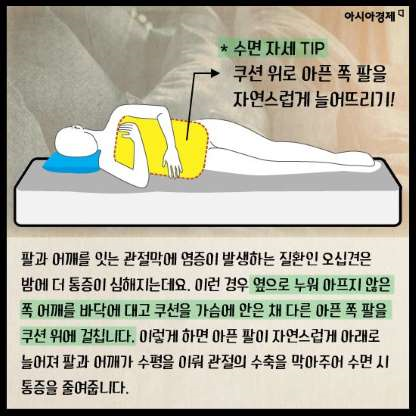 아시아경제
* 수면 자세 TIP
쿠션 위로 아픈 쪽 팔을
자연스럽게 늘어뜨리기!
팔과 어깨를 잇는 관절막에 염증이 발생하는 질환인 오십견은
밤에 더 통증이 심해지는데요. 이런 경우 옆으로 누워 아프지 않은
쪽 어깨를 바닥에 대고 쿠션을 가슴에 안은 채 다른 아픈 쪽 팔을
쿠션 위에 걸칩니다. 이렇게 하면 아픈 팔이 자연스럽게 아래로
늘어져 팔과 어깨가 수평을 이뤄 관절의 수축을 막아주어 수면 시
통증을 줄여줍니다.